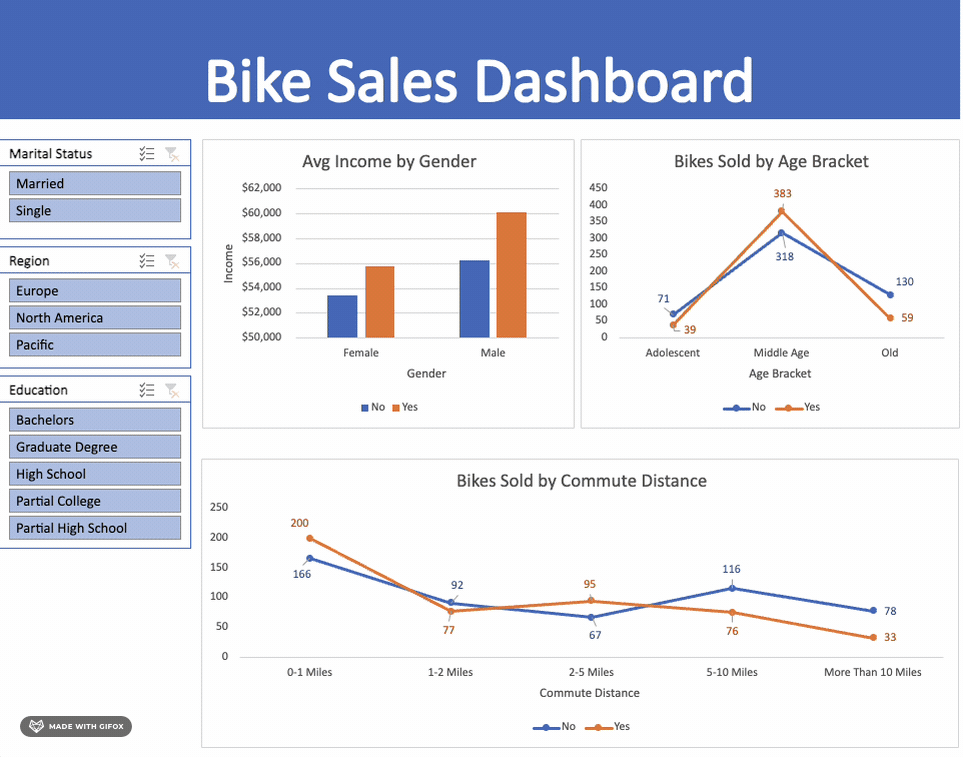 Bike Sales Dashboard
Marital Status
Married
Single
Region
Europe
North America
Pacific
Education
Bachelors
Graduate Degree
High School
Partial College
Partial High School
Avg Income by Gender
$62,000
$60,000
$58,000
$56,000
$54,000
$52,000
$50,000
Income
Female Male
Gender
No Yes
Bikes Sold by Age Bracket
450
400
350
300
250
200
150
100
50
0
383
318
71
39
130
59
Adolescent Middle Age Old
Age Bracket
No Yes
Bikes Sold by Commute Distance
250
200
150
100
50
0
200
166
92
77
95
67
116
76
78
33
0-1 Miles 1-2 Miles 2-5 Miles 5-10 Miles More Than 10 Miles
Commute Distance
No Yes
MADE WITH GIFOX